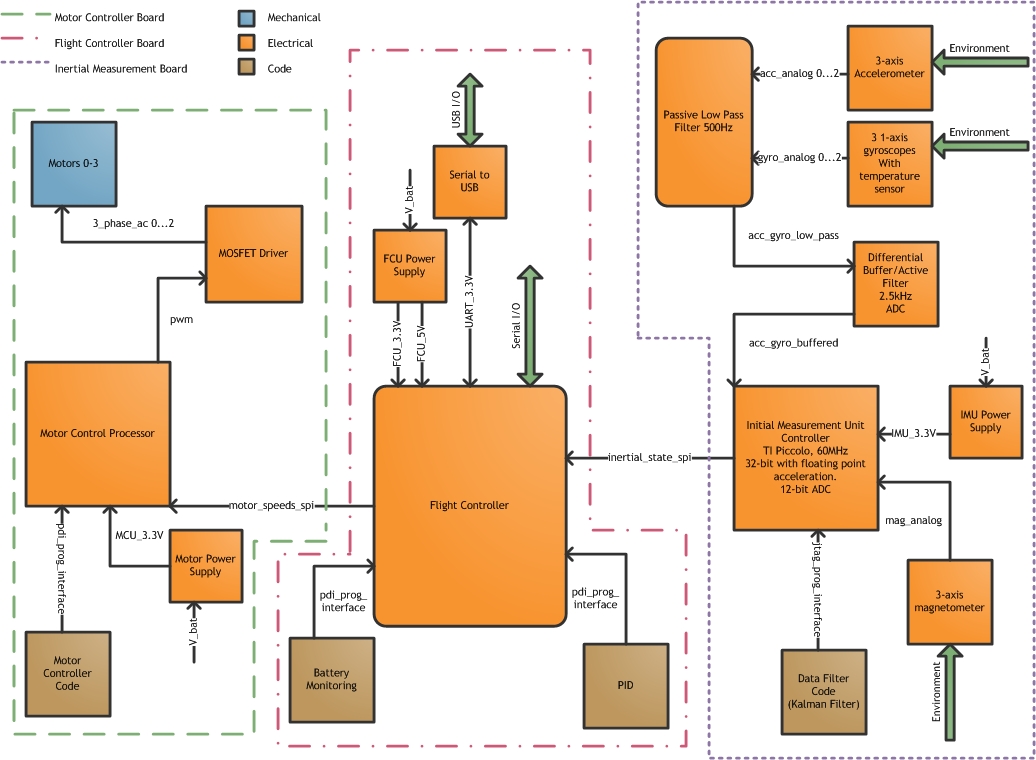 Motor Controller Board
Flight Controller Board
Inertial Measurement Board
Mechanical
Electrical
Code
Motors 0-3
3_phase_ac 0...2
MOSFET Driver
pwm
Motor Control Processor
motor_speeds_spi
pdi_prog_interface
MCU_3.3V
Motor Power
Supply
V_bat
Motor
Controller
Code
USB I/O
Serial to
USB
V_bat
FCU Power
Supply
FCU_3.3V
FCU_5V
UART_3.3V
Serial I/O
Flight Controller
inertial_state_spi
pdi_prog_
interface
Battery
Monitoring
pdi_prog_
interface
PID
Passive Low Pass
Filter 500Hz
acc_analog 0...2
3-axis
Accelerometer
Environment
gyro_analog 0...2
3 1-axis
gyroscopes
With
temperature
sensor
Environment
acc_gyro_low_pass
Differential
Buffer/Active
Filter
2.5kHz
ADC
acc_gyro_buffered
V_bat
Initial Measurement Unit
Controller
TI Piccolo, 60MHz
32-bit with floating point
acceleration.
12-bit ADC
IMU_3.3V
IMU Power
Supply
mag_analog
jtag_prog_interface
3-axis
magnetometer
Data Filter
Code
(Kalman Filter)
Environment